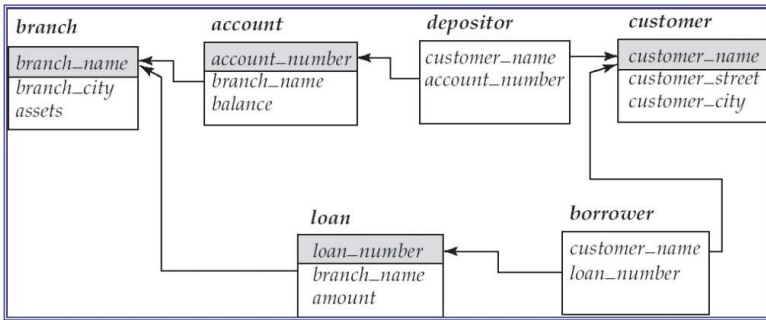 branch
branch_name
branch_city
assets
account
account_number
branch_name
balance
depositor
customer_name
account_number
customer
customer_name
customer_street
customer_city
loan
loan_number
branch_name
amount
borrower
customer_name
loan_number